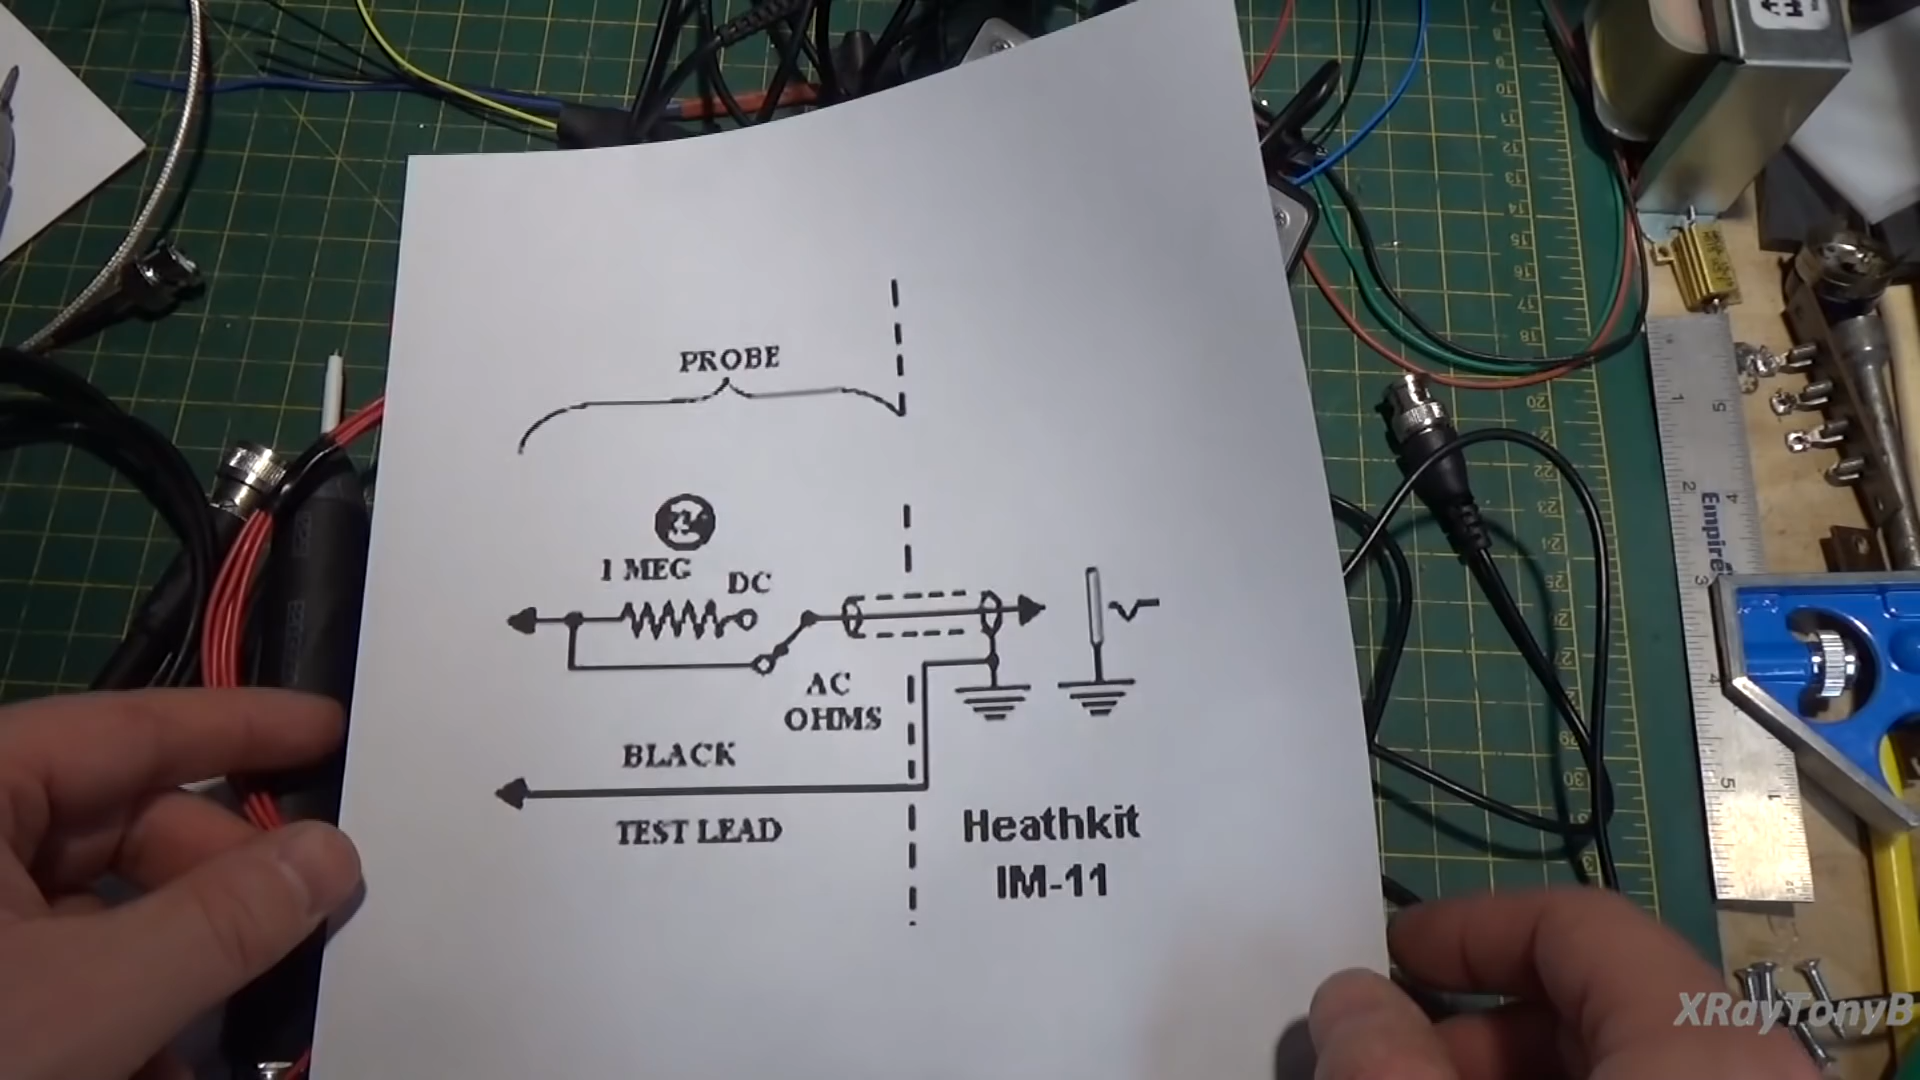 PROBE
1 MEG
DC
AC
OHMS
BLACK
TEST LEAD
Heathkit
IM-11
Empire
XRayTonyB